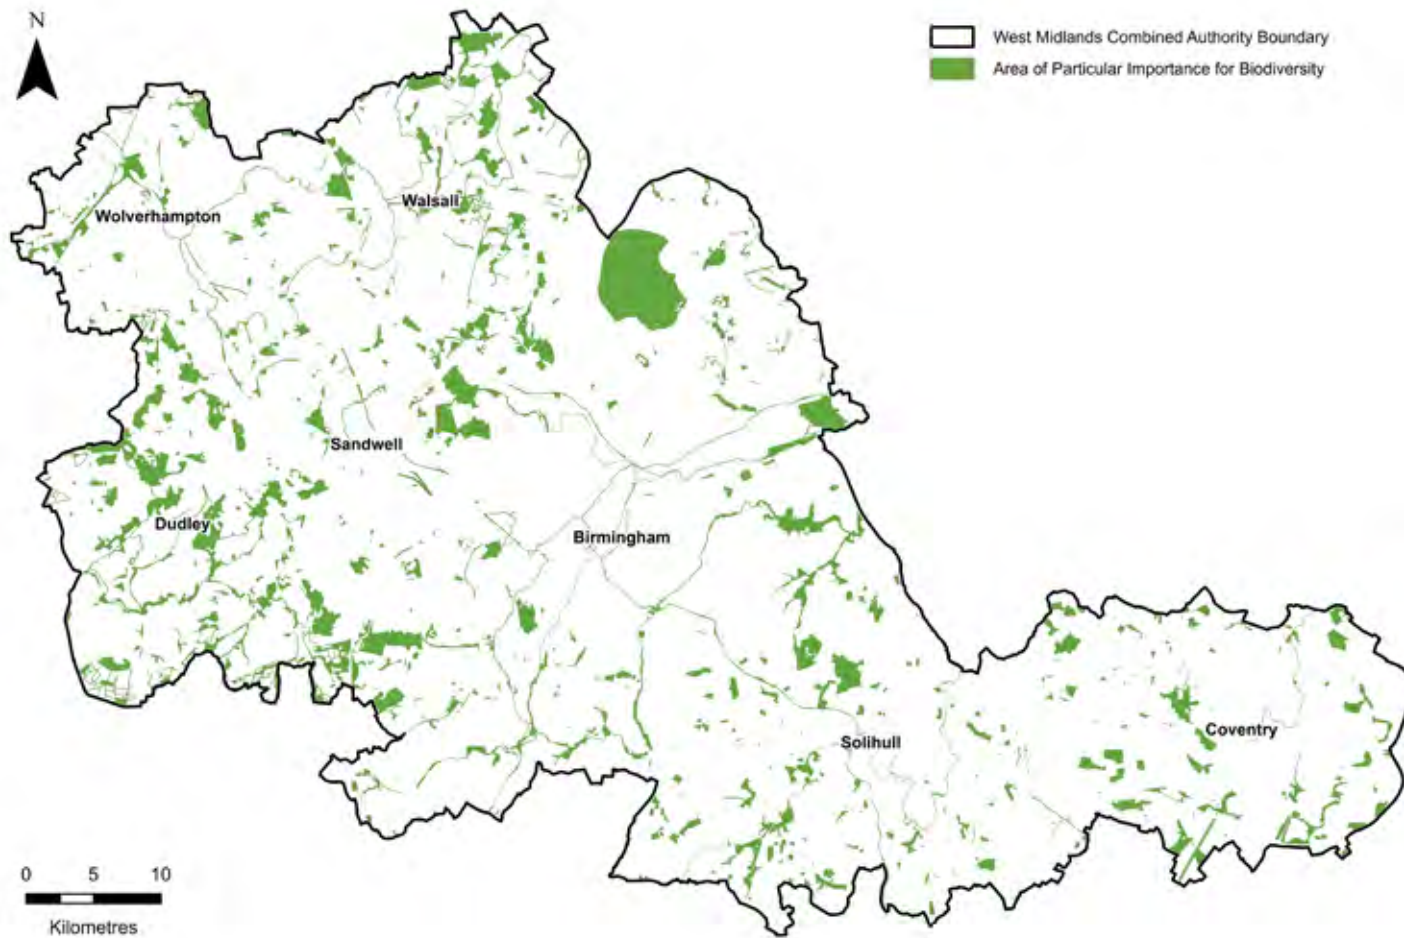 N
West Midlands Combined Authority Boundary
Area of Particular Importance for Biodiversity
Walsall
Wolverhampton
Sandwell
Dudley
Birmingham
Coventry
Solihull
0 5 10
Kilometres